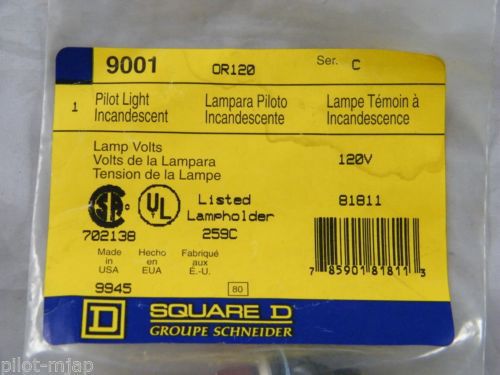 9001 OR120 Ser. C
1 Pilot Light Lampara Piloto Lampe Témoin à
Incandescent Incandescente Incandescence
Lamp Volts
Volts de la Lampara 120V
Tension de la Lampe
SA UL Listed 81811
Lampholder
702138 259C
Made Hecho Fabriqué
in en aux
USA EUA É.-U.
7 85901 81811 3
9945 80
D SQUARE D
GROUPE SCHNEIDER
pilot-mjap